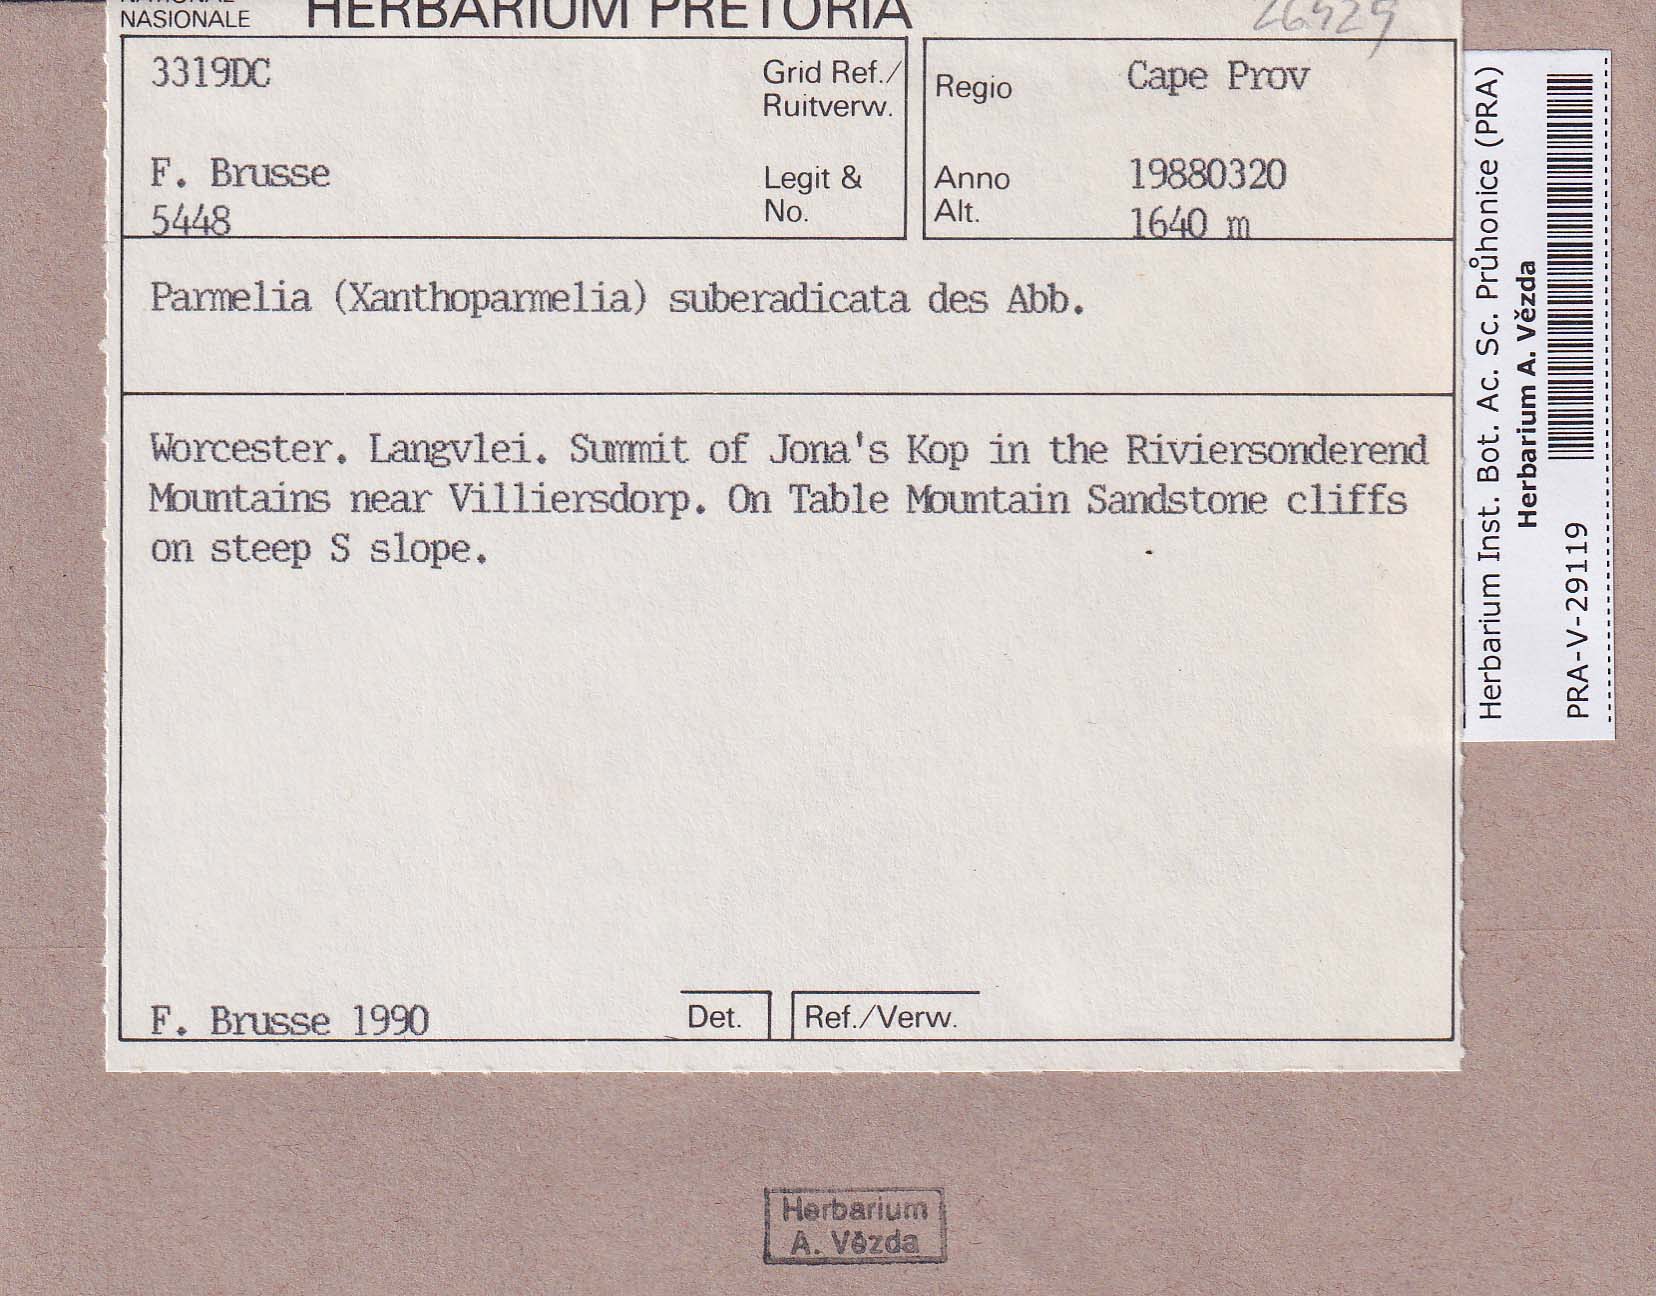 NATIONAL
NASIONALE
HERBARIUM PRETORIA
26429
3319DC
Grid Ref./
Ruitverw.
Regio
Cape Prov
F. Brusse
5448
Legit &
No.
Anno
Alt.
19880320
1640 m
Parmelia (Xanthoparmelia) suberadicata des Abb.
Worcester. Langvlei. Summit of Jona's Kop in the Riviersonderend
Mountains near Villiersdorp. On Table Mountain Sandstone cliffs
on steep S slope.
F. Brusse 1990
Det.
Ref./Verw.
Herbarium Inst. Bot. Ac. Sc. Průhonice (PRA)
Herbarium A. Vězda
PRA-V-29119
Herbarium
A. Vězda